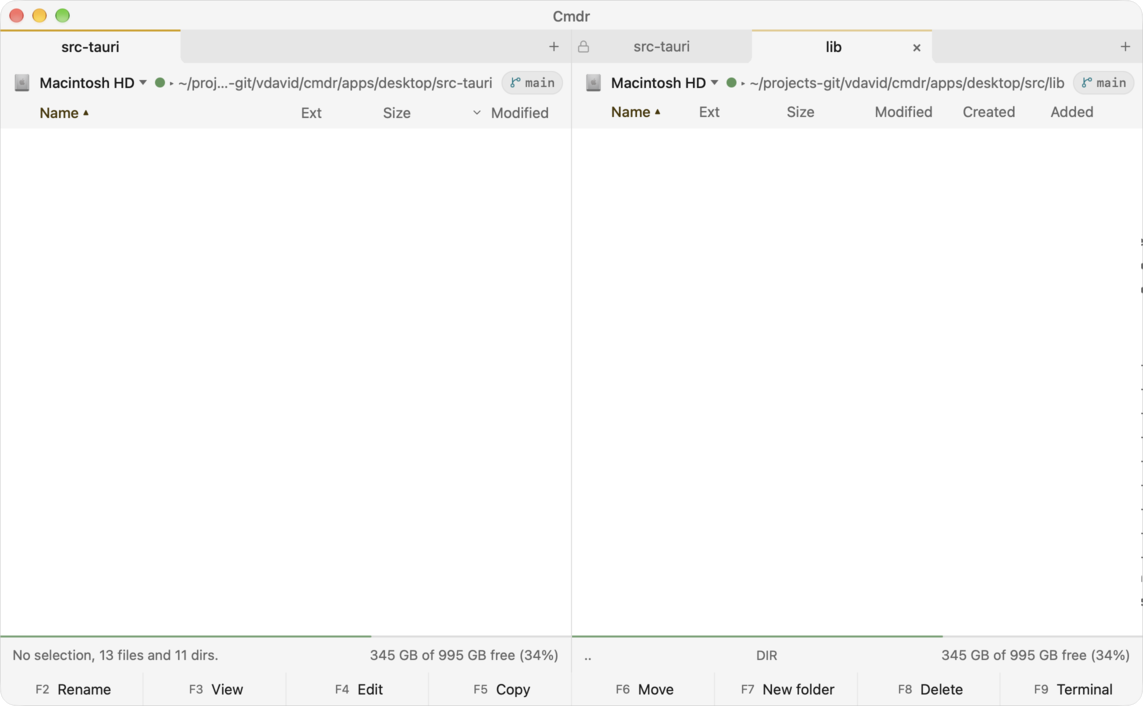 Cmdr
src-tauri
+
src-tauri
lib
×
+
Macintosh HD ~/proj...-git/vdavid/cmdr/apps/desktop/src-tauri main
Macintosh HD ~/projects-git/vdavid/cmdr/apps/desktop/src/lib main
Name Ext Size Modified
Name Ext Size Modified Created Added
No selection, 13 files and 11 dirs. 345 GB of 995 GB free (34%)
.. DIR 345 GB of 995 GB free (34%)
F2 Rename F3 View F4 Edit F5 Copy F6 Move F7 New folder F8 Delete F9 Terminal